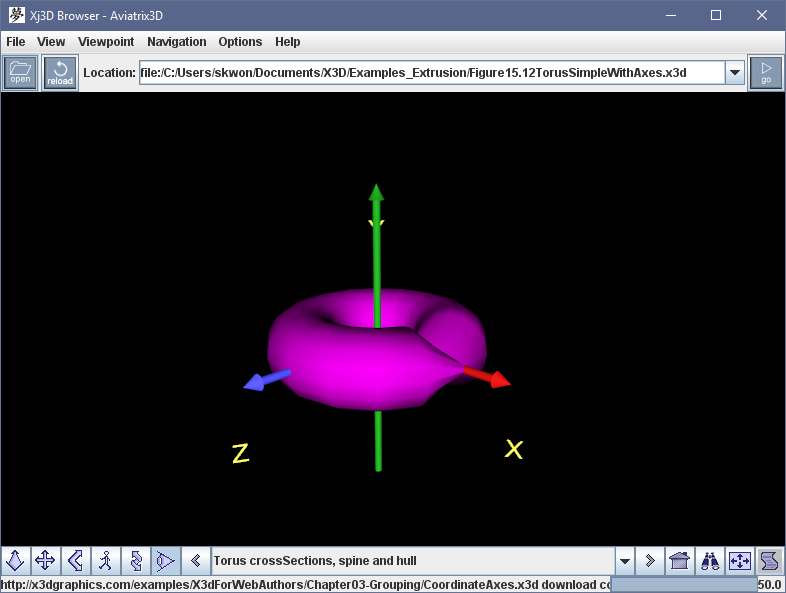 夢 Xj3D Browser - Aviatrix3D
File View Viewpoint Navigation Options Help
open reload Location: file:/C:/Users/skwon/Documents/X3D/Examples_Extrusion/Figure15.12TorusSimpleWithAxes.x3d go
Y
Z X
Torus crossSections, spine and hull
http://x3dgraphics.com/examples/X3dForWebAuthors/Chapter03-Grouping/CoordinateAxes.x3d download co 50.0